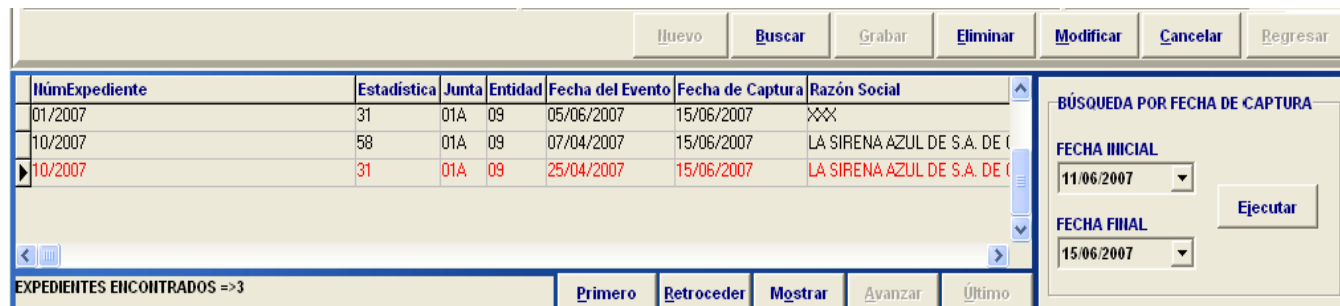 Nuevo Buscar Grabar Eliminar Modificar Cancelar Regresar
NúmExpediente Estadística Junta Entidad Fecha del Evento Fecha de Captura Razón Social
01/2007 31 01A 09 05/06/2007 15/06/2007 XXX
10/2007 58 01A 09 07/04/2007 15/06/2007 LA SIRENA AZUL DE S.A. DE
10/2007 31 01A 09 25/04/2007 15/06/2007 LA SIRENA AZUL DE S.A. DE
EXPEDIENTES ENCONTRADOS =>3
Primero Retroceder Mostrar Avanzar Último
BÚSQUEDA POR FECHA DE CAPTURA
FECHA INICIAL
11/06/2007
Ejecutar
FECHA FINAL
15/06/2007